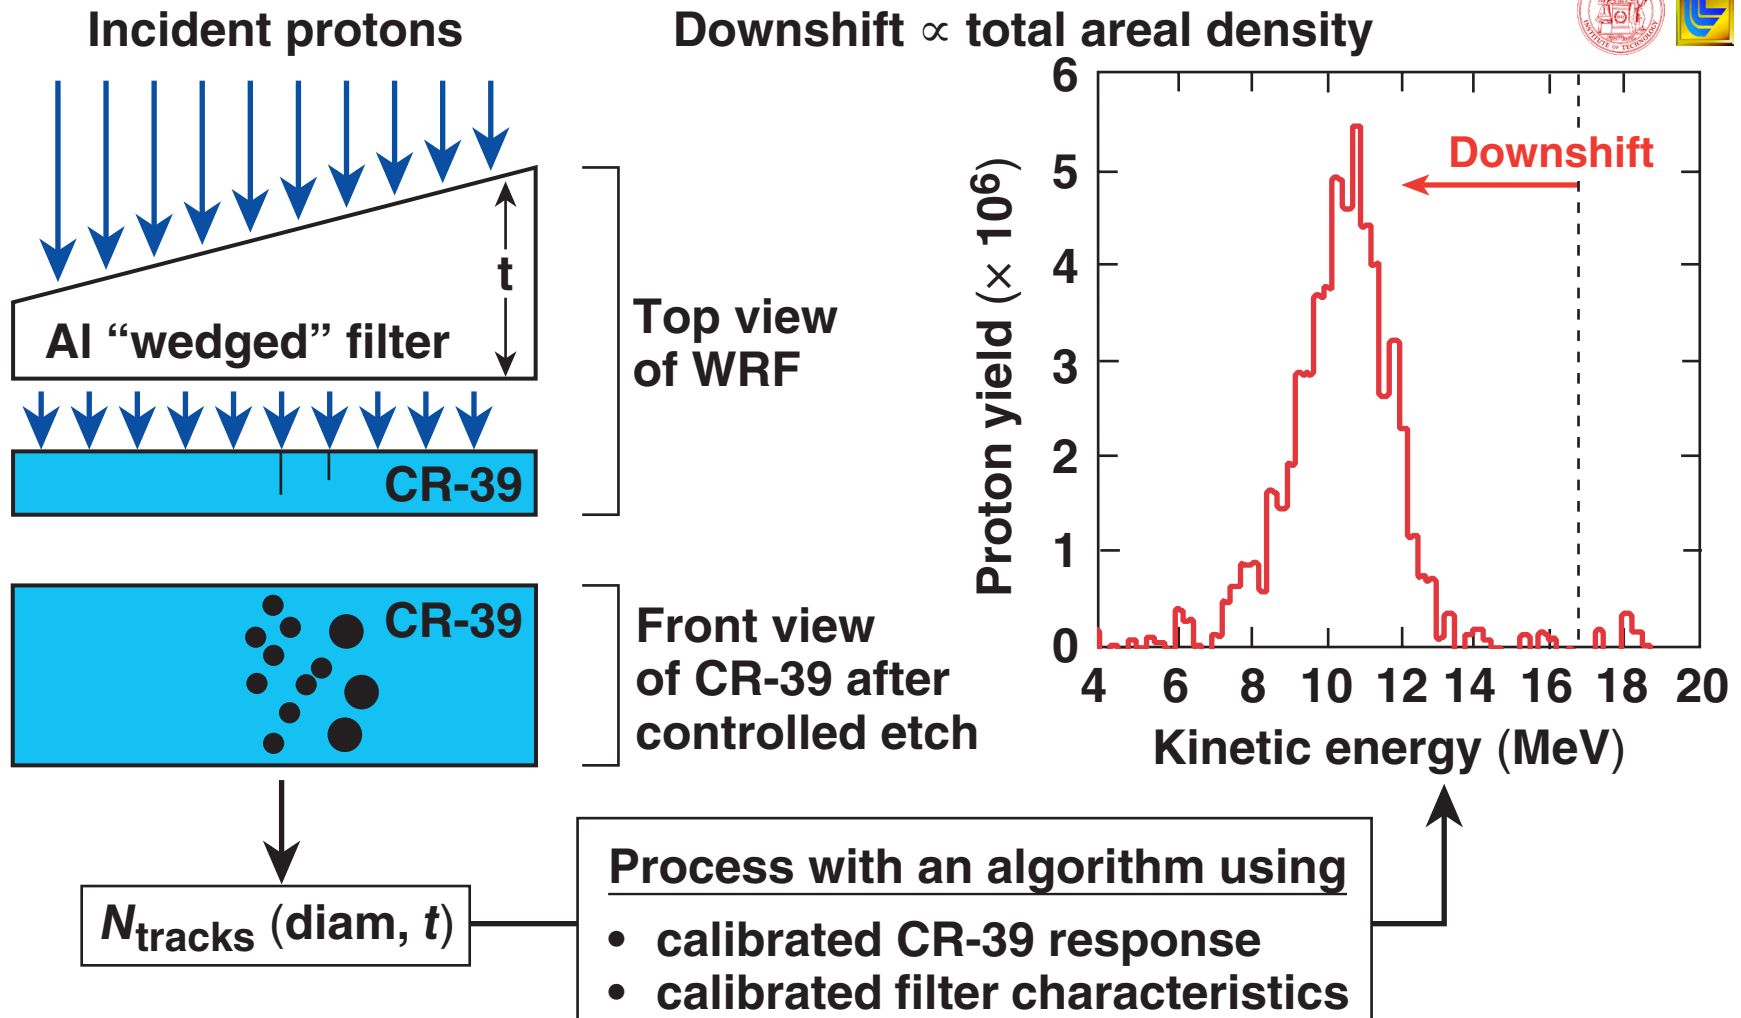 Incident protons
Downshift ∝ total areal density
INSTITUTE OF TECHNOLOGY
t
Al “wedged” filter
Top view
of WRF
CR-39
CR-39
Front view
of CR-39 after
controlled etch
N_tracks (diam, t)
Process with an algorithm using
• calibrated CR-39 response
• calibrated filter characteristics
Proton yield (× 10⁶)
6
5
4
3
2
1
0
Downshift
4 6 8 10 12 14 16 18 20
Kinetic energy (MeV)